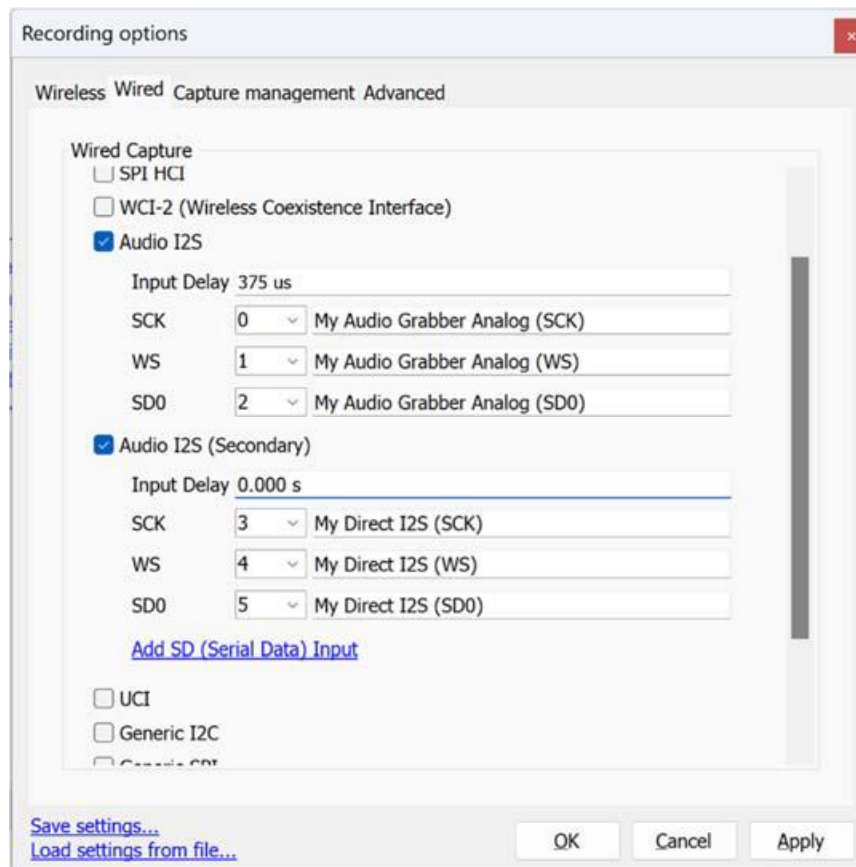 Recording options
Wireless Wired Capture management Advanced
Wired Capture
SPI HCI
WCI-2 (Wireless Coexistence Interface)
Audio I2S
Input Delay 375 us
SCK 0 My Audio Grabber Analog (SCK)
WS 1 My Audio Grabber Analog (WS)
SD0 2 My Audio Grabber Analog (SD0)
Audio I2S (Secondary)
Input Delay 0.000 s
SCK 3 My Direct I2S (SCK)
WS 4 My Direct I2S (WS)
SD0 5 My Direct I2S (SD0)
Add SD (Serial Data) Input
UCI
Generic I2C
Generic SPI
Save settings...
Load settings from file...
OK Cancel Apply